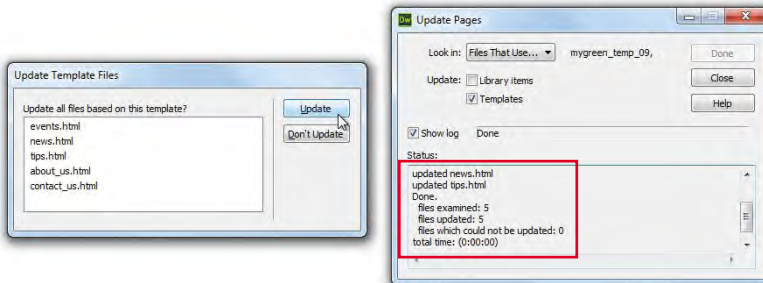 Update Template Files
Update all files based on this template?
events.html
news.html
tips.html
about_us.html
contact_us.html
Update
Don't Update
Dw Update Pages
Look in: Files That Use... mygreen_temp_09,
Done
Update: Library items
Close
Templates
Help
Show log Done
Status:
updated news.html
updated tips.html
Done.
files examined: 5
files updated: 5
files which could not be updated: 0
total time: (0:00:00)